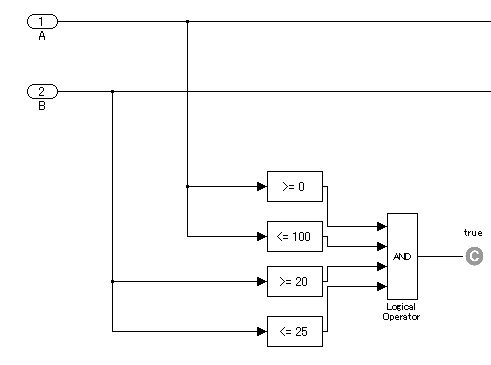 1
A
2
B
>= 0
<= 100
>= 20
<= 25
AND
Logical
Operator
true
C